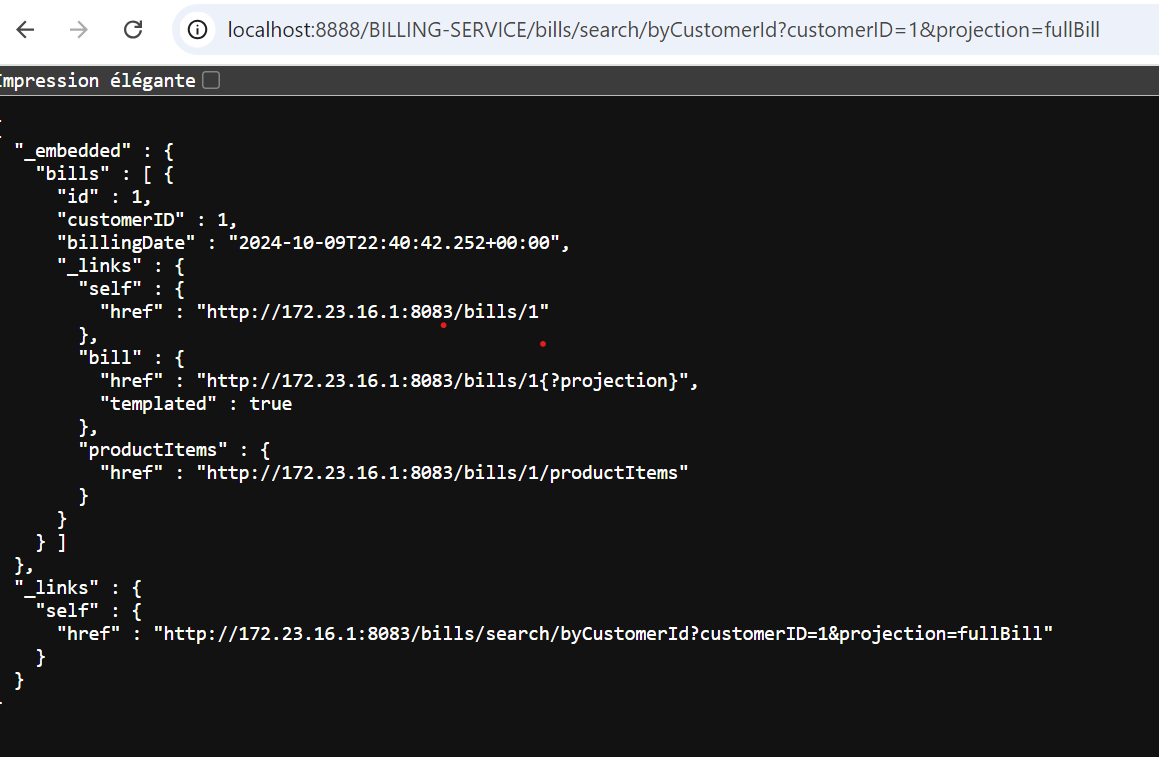 localhost:8888/BILLING-SERVICE/bills/search/byCustomerId?customerID=1&projection=fullBill
Impression élégante
{
  "_embedded" : {
    "bills" : [ {
      "id" : 1,
      "customerID" : 1,
      "billingDate" : "2024-10-09T22:40:42.252+00:00",
      "_links" : {
        "self" : {
          "href" : "http://172.23.16.1:8083/bills/1"
        },
        "bill" : {
          "href" : "http://172.23.16.1:8083/bills/1{?projection}",
          "templated" : true
        },
        "productItems" : {
          "href" : "http://172.23.16.1:8083/bills/1/productItems"
        }
      }
    } ]
  },
  "_links" : {
    "self" : {
      "href" : "http://172.23.16.1:8083/bills/search/byCustomerId?customerID=1&projection=fullBill"
    }
  }
}